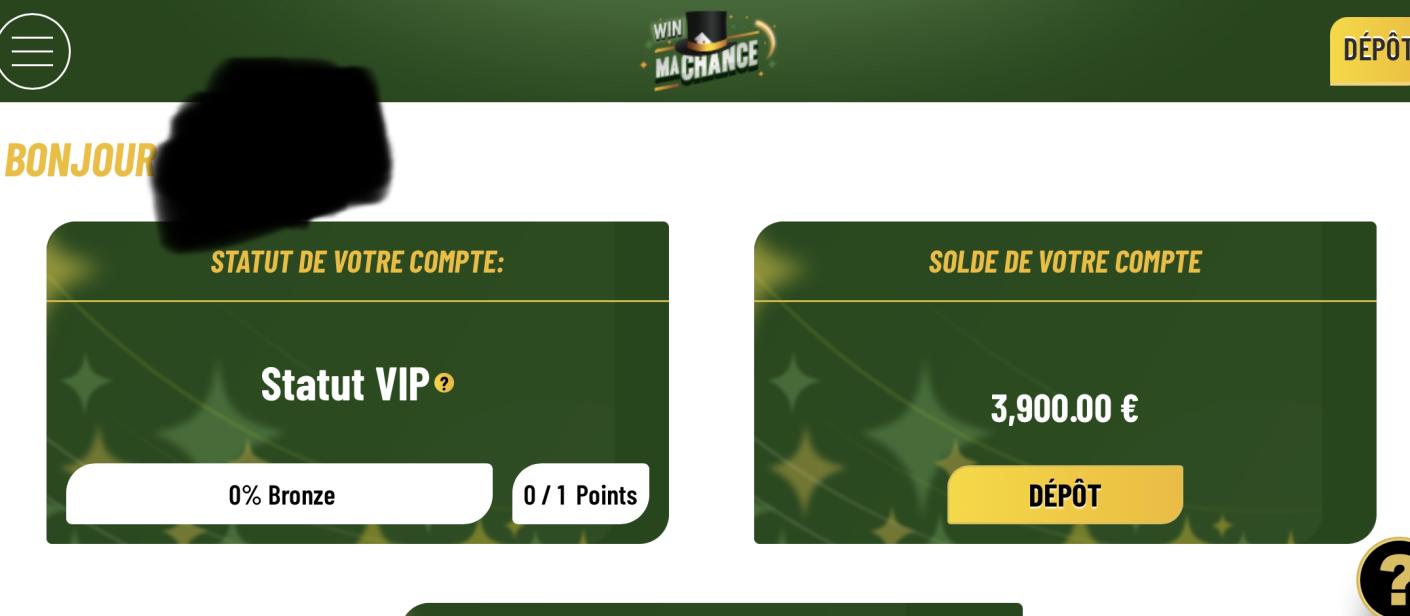 WIN
MACHANCE
DÉPÔT
BONJOUR
STATUT DE VOTRE COMPTE:
SOLDE DE VOTRE COMPTE
Statut VIP ?
3,900.00 €
0% Bronze
0 / 1 Points
DÉPÔT
?